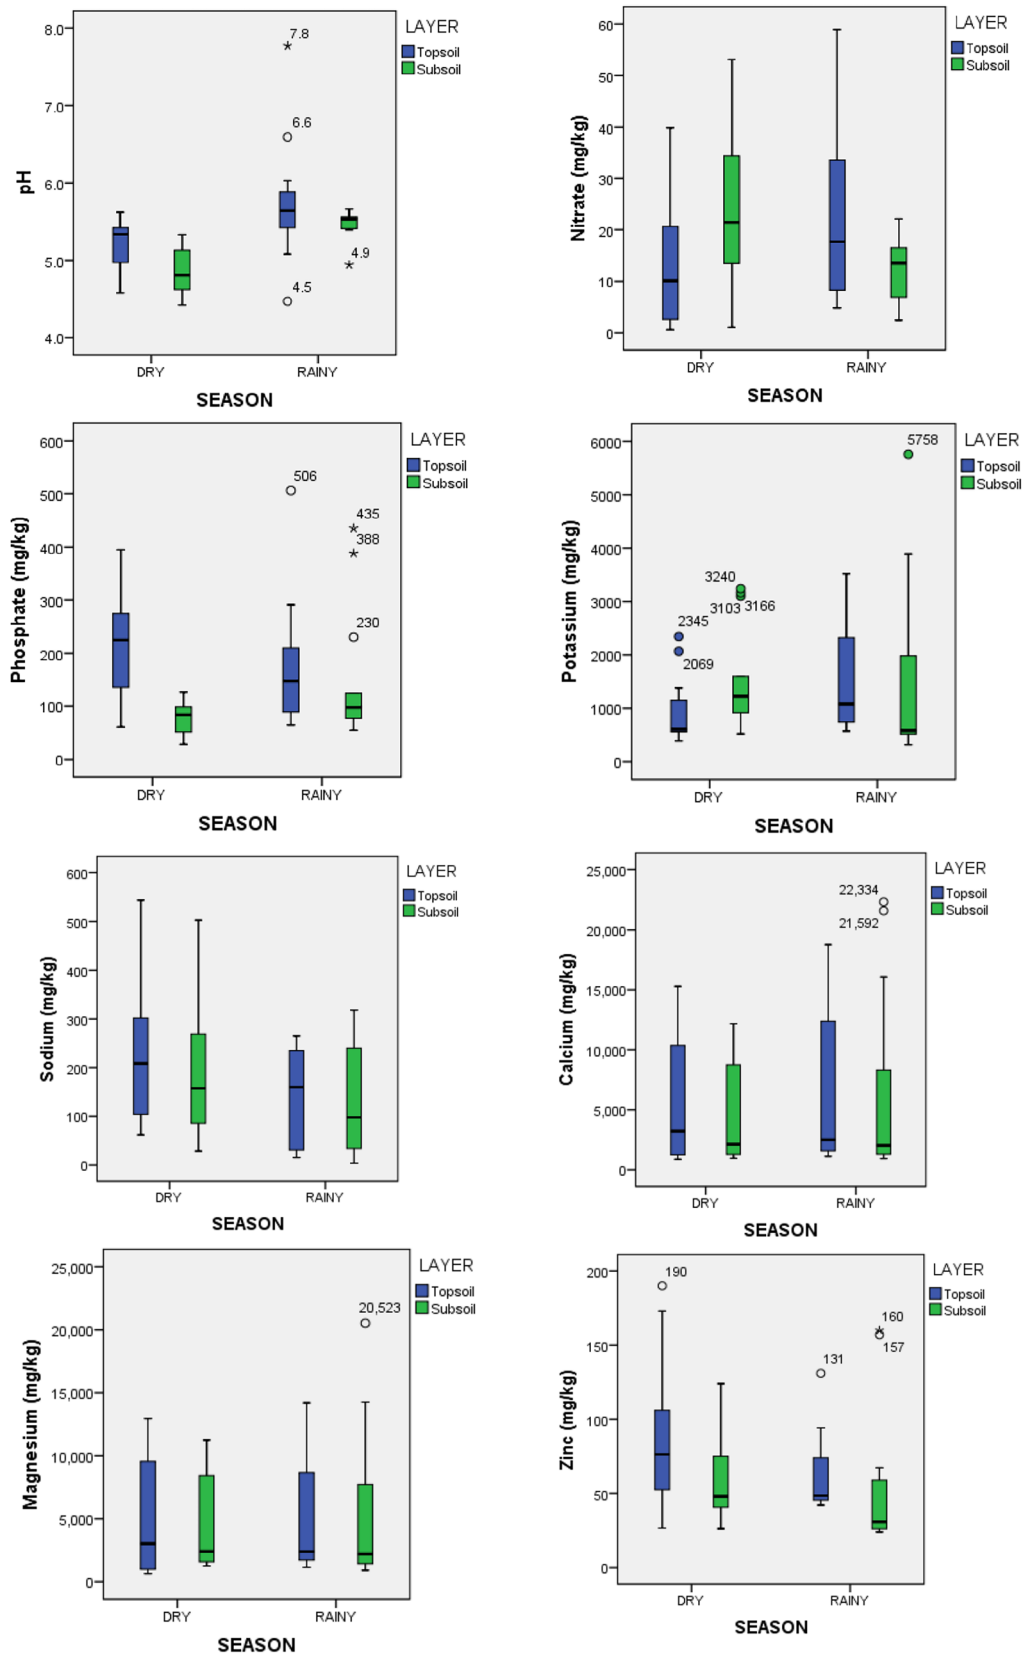 LAYER
Topsoil
Subsoil
8.0
7.0
6.0
5.0
4.0
pH
7.8
6.6
4.5
4.9
DRY
RAINY
SEASON
LAYER
Topsoil
Subsoil
60
50
40
30
20
10
0
Nitrate (mg/kg)
DRY
RAINY
SEASON
LAYER
Topsoil
Subsoil
600
500
400
300
200
100
0
Phosphate (mg/kg)
506
435
388
230
DRY
RAINY
SEASON
LAYER
Topsoil
Subsoil
6000
5000
4000
3000
2000
1000
0
Potassium (mg/kg)
5758
3240
3103
3166
2345
2069
DRY
RAINY
SEASON
LAYER
Topsoil
Subsoil
600
500
400
300
200
100
0
Sodium (mg/kg)
DRY
RAINY
SEASON
LAYER
Topsoil
Subsoil
25,000
20,000
15,000
10,000
5,000
0
Calcium (mg/kg)
22,334
21,592
DRY
RAINY
SEASON
LAYER
Topsoil
Subsoil
25,000
20,000
15,000
10,000
5,000
0
Magnesium (mg/kg)
20,523
DRY
RAINY
SEASON
LAYER
Topsoil
Subsoil
200
150
100
50
0
Zinc (mg/kg)
190
131
160
157
DRY
RAINY
SEASON